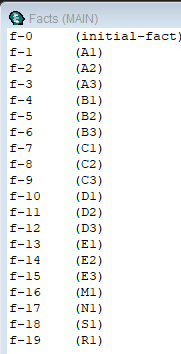 Facts (MAIN)
f-0 (initial-fact)
f-1 (A1)
f-2 (A2)
f-3 (A3)
f-4 (B1)
f-5 (B2)
f-6 (B3)
f-7 (C1)
f-8 (C2)
f-9 (C3)
f-10 (D1)
f-11 (D2)
f-12 (D3)
f-13 (E1)
f-14 (E2)
f-15 (E3)
f-16 (M1)
f-17 (N1)
f-18 (S1)
f-19 (R1)